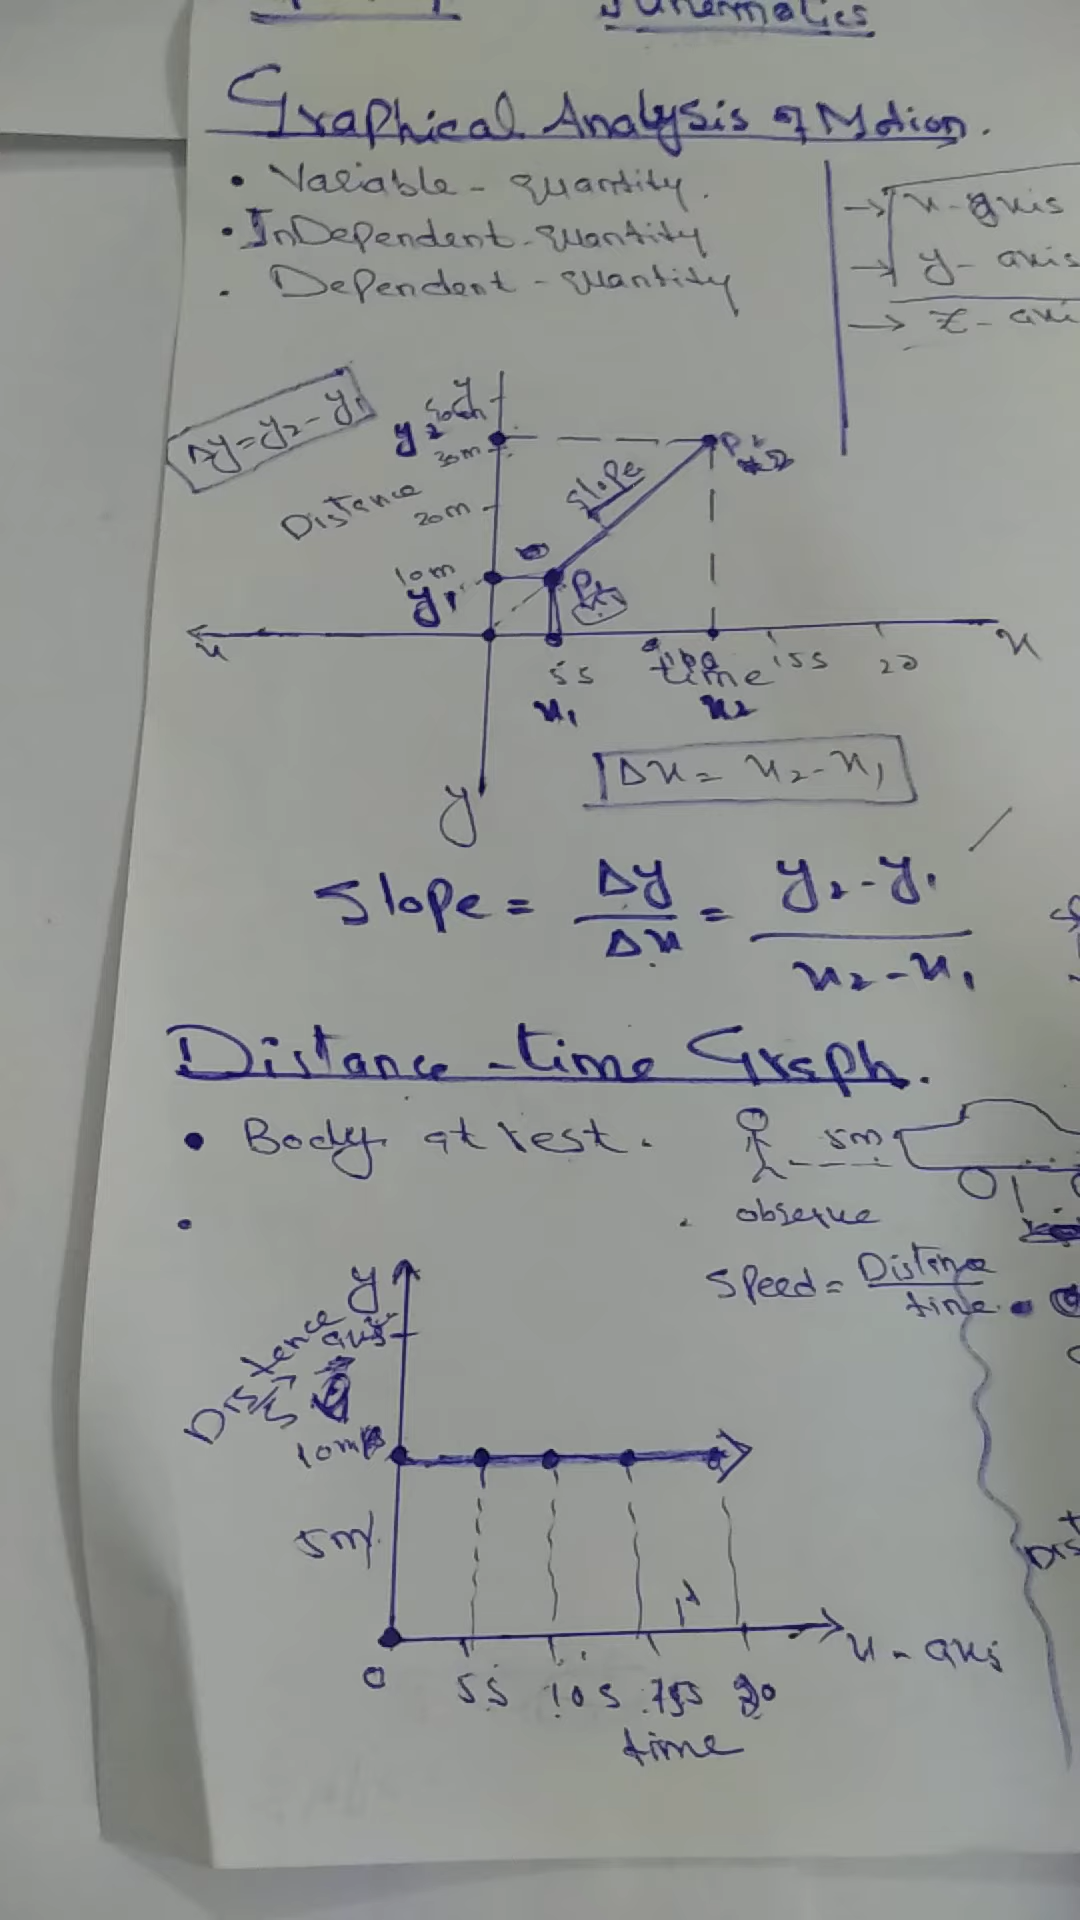 Kinematics
Graphical Analysis of Motion.
• Variable - quantity.
• InDependent - quantity
. Dependent - quantity
→ x-axis
→ y- axis
→ z- axi
Δy = y₂ - y₁
y
y₂
30m
Distance
20m
10m
y₁
Slope
P₂
P₁
x
x
5s
time
15s
20
x₁
x₂
y
Δx = x₂ - x₁
Slope = Δy/Δx = y₂ - y₁ / x₂ - x₁
Distance - time Graph.
• Body at rest.
5m
observe
Speed = Distance / time
y
axis
Distance
10m
5m
0
5s
10s
15s
20
x - axis
time
Dis